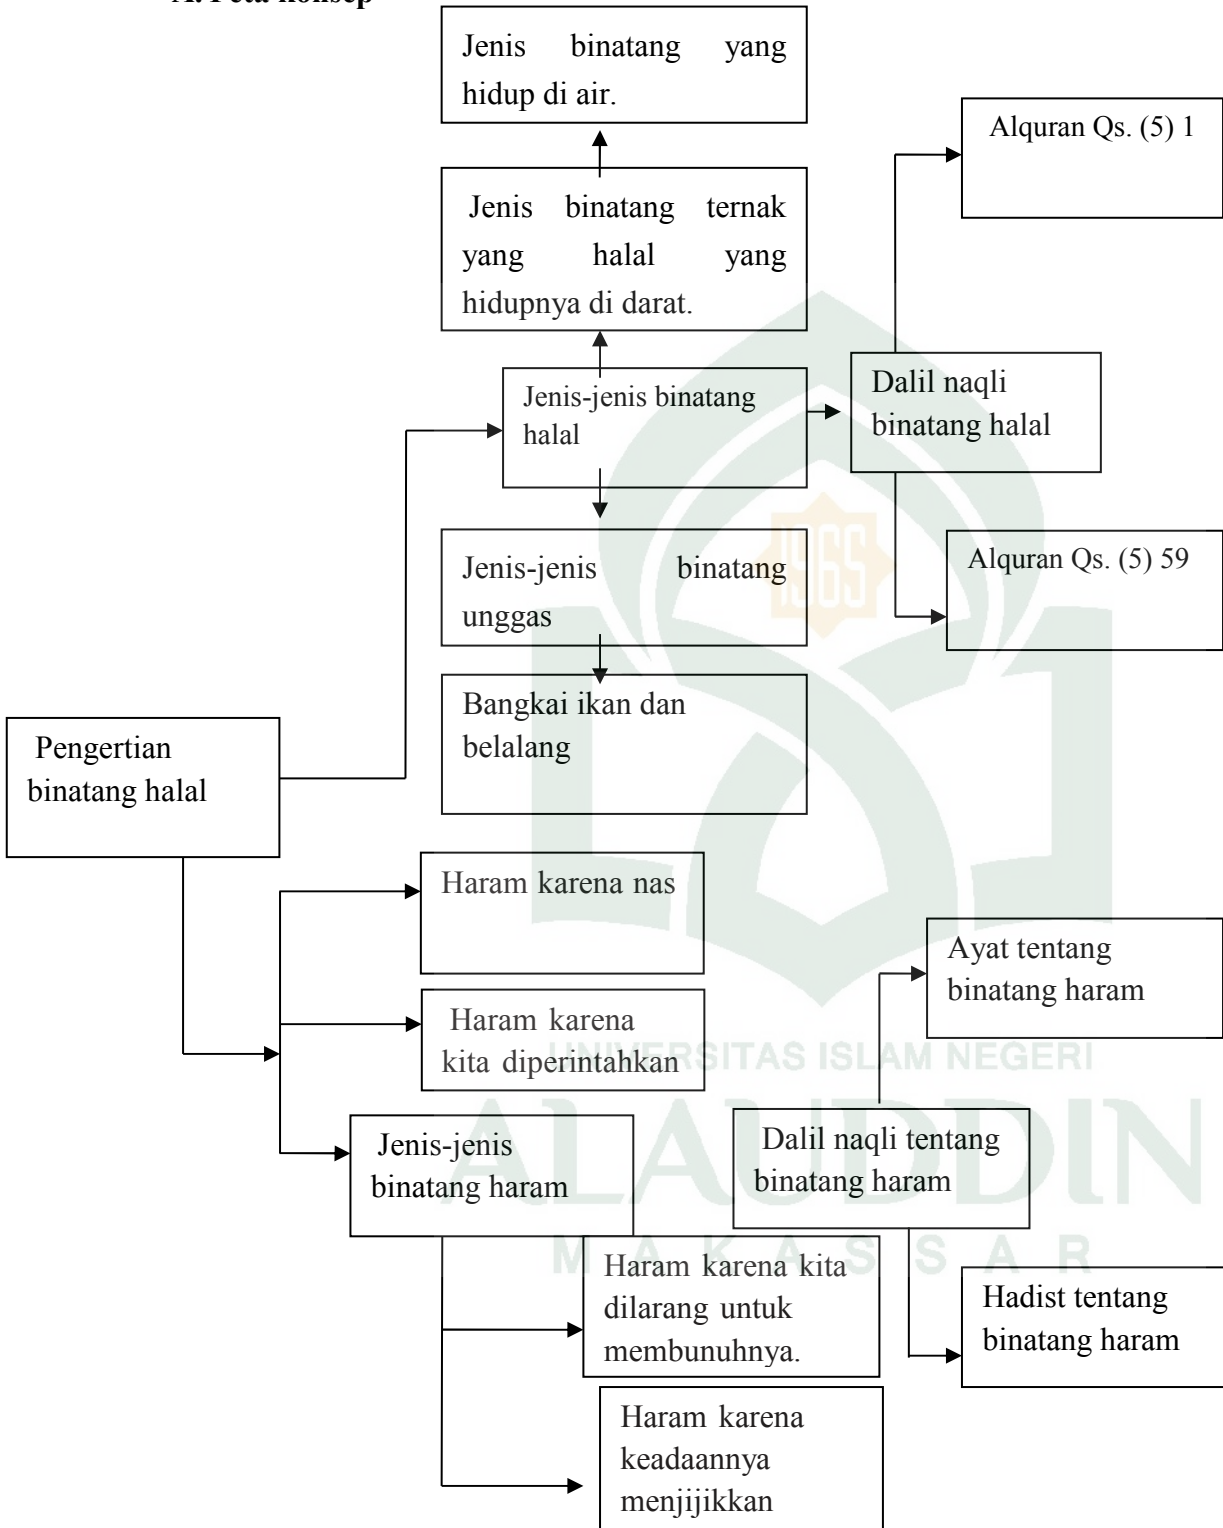 A. Peta konsep
Jenis binatang yang
hidup di air.
Alquran Qs. (5) 1
Jenis binatang ternak
yang halal yang
hidupnya di darat.
Jenis-jenis binatang
halal
Dalil naqli
binatang halal
Jenis-jenis binatang
unggas
Alquran Qs. (5) 59
1965
Bangkai ikan dan
belalang
Pengertian
binatang halal
Haram karena nas
Ayat tentang
binatang haram
Haram karena
kita diperintahkan
UNIVERSITAS ISLAM NEGERI
ALAUDDIN
MAKASSAR
Jenis-jenis
binatang haram
Dalil naqli tentang
binatang haram
Haram karena kita
dilarang untuk
membunuhnya.
Hadist tentang
binatang haram
Haram karena
keadaannya
menjijikkan